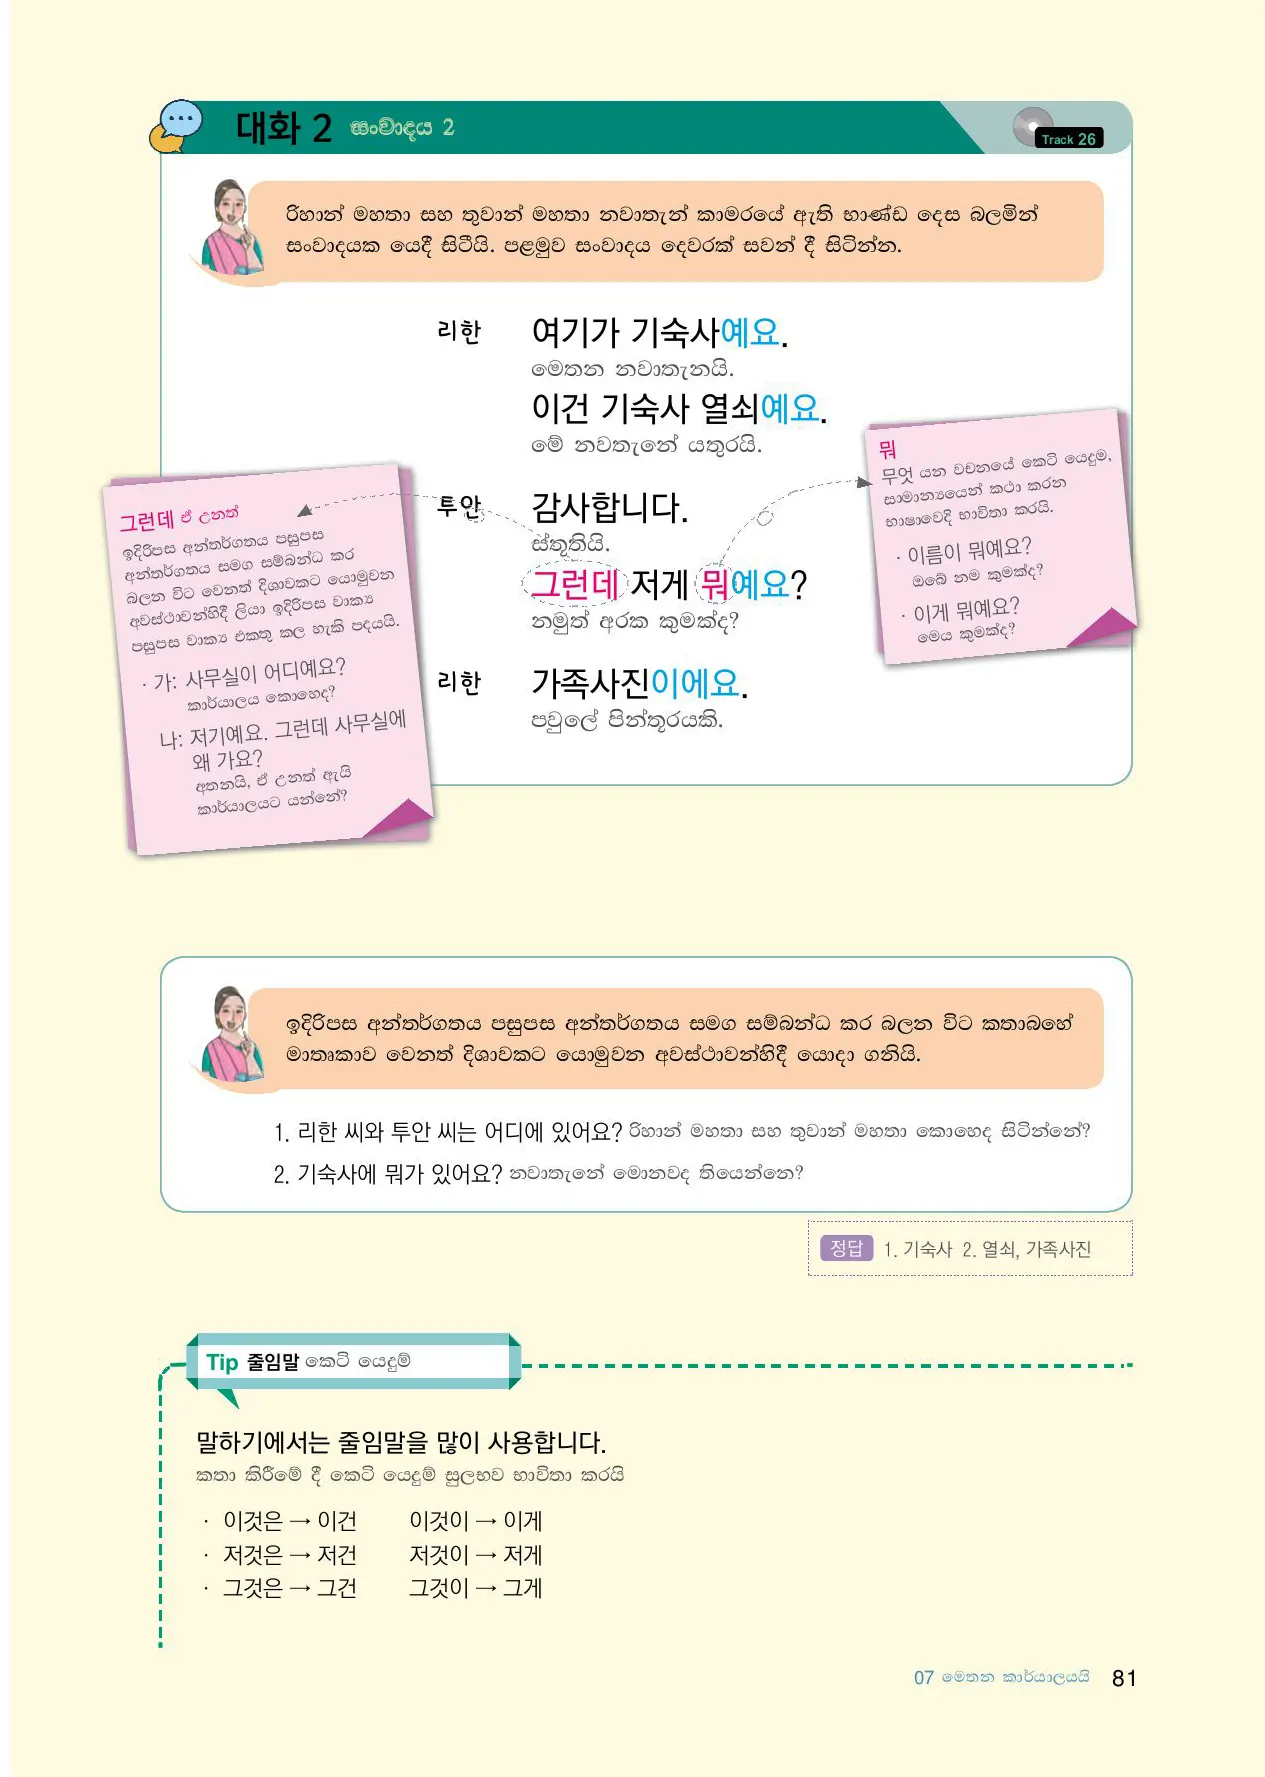 대화 2 සංවාදය 2
Track 26
රිහාන් මහතා සහ තුවාන් මහතා නවාතැන් කාමරයේ ඇති භාණ්ඩ දෙස බලමින්
සංවාදයක යෙදී සිටියි. පළමුව සංවාදය දෙවරක් සවන් දී සිටින්න.
리한 여기가 기숙사예요.
මෙතන නවාතැනයි.
이건 기숙사 열쇠예요.
මේ නවතැනේ යතුරයි.
투안 감사합니다.
ස්තූතියි.
그런데 저게 뭐예요?
නමුත් අරක කුමක්ද?
리한 가족사진이에요.
පවුලේ පින්තූරයකි.
그런데 ඒ උනත්
ඉදිරිපස අන්තර්ගතය පසුපස
අන්තර්ගතය සමග සම්බන්ධ කර
බලන විට වෙනත් දිශාවකට යොමුවන
අවස්ථාවන්හිදී ලියා ඉදිරිපස වාක්‍ය
පසුපස වාක්‍ය එකතු කල හැකි පදයයි.
· 가: 사무실이 어디예요?
කාර්යාලය කොහෙද?
나: 저기예요. 그런데 사무실에
왜 가요?
අතනයි, ඒ උනත් ඇයි
කාර්යාලයට යන්නේ?
뭐
무엇 යන වචනයේ කෙටි යෙදුම,
සාමාන්‍යයෙන් කථා කරන
භාෂාවෙදි භාවිතා කරයි.
· 이름이 뭐예요?
ඔබේ නම කුමක්ද?
· 이게 뭐예요?
මෙය කුමක්ද?
ඉදිරිපස අන්තර්ගතය පසුපස අන්තර්ගතය සමග සම්බන්ධ කර බලන විට කතාබහේ
මාතෘකාව වෙනත් දිශාවකට යොමුවන අවස්ථාවන්හිදී යොදා ගනියි.
1. 리한 씨와 투안 씨는 어디에 있어요? රිහාන් මහතා සහ තුවාන් මහතා කොහෙද සිටින්නේ?
2. 기숙사에 뭐가 있어요? නවාතැනේ මොනවද තියෙන්නෙ?
정답 1. 기숙사 2. 열쇠, 가족사진
Tip 줄임말 කෙටි යෙදුම්
말하기에서는 줄임말을 많이 사용합니다.
කතා කිරීමේ දී කෙටි යෙදුම් සුලභව භාවිතා කරයි
· 이것은 → 이건 이것이 → 이게
· 저것은 → 저건 저것이 → 저게
· 그것은 → 그건 그것이 → 그게
07 මෙතන කාර්යාලයයි 81